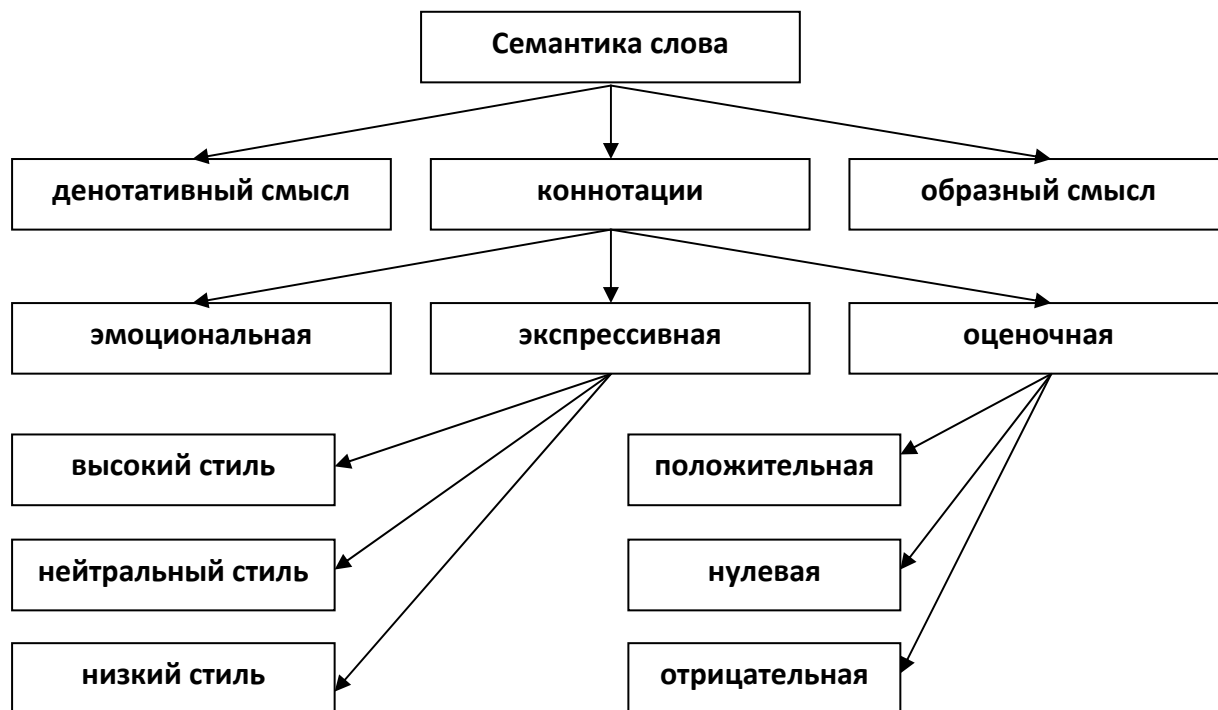 Семантика слова
денотативный смысл
коннотации
образный смысл
эмоциональная
экспрессивная
оценочная
высокий стиль
положительная
нейтральный стиль
нулевая
низкий стиль
отрицательная